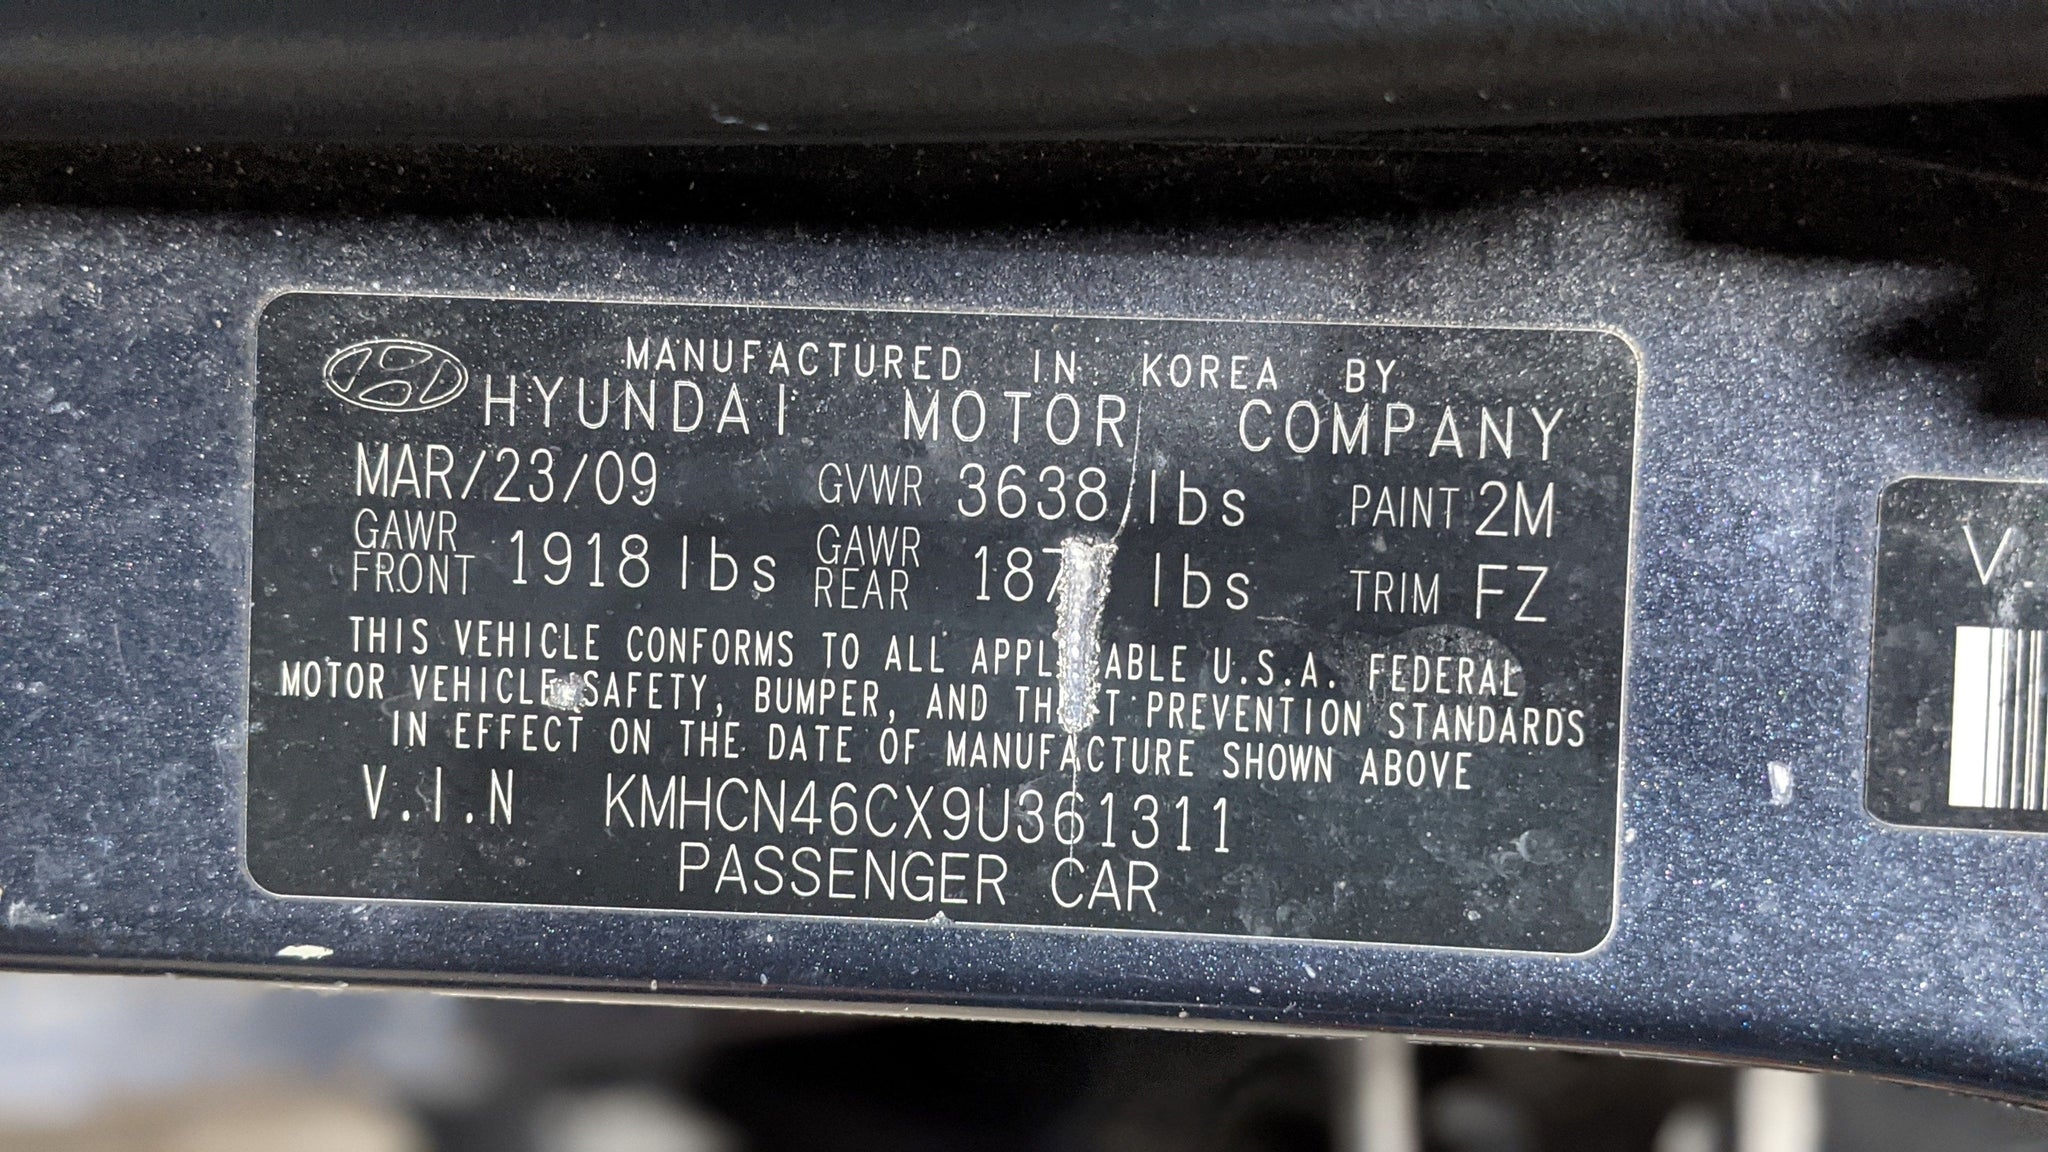 MANUFACTURED IN KOREA BY
HYUNDAI MOTOR COMPANY
MAR/23/09 GVWR 3638 lbs PAINT 2M
GAWR FRONT 1918 lbs GAWR REAR lbs TRIM FZ
THIS VEHICLE CONFORMS TO ALL U.S.A. FEDERAL
MOTOR VEHICLE SAFETY, BUMPER, AND THEFT PREVENTION STANDARDS
IN EFFECT ON THE DATE OF MANUFACTURE SHOWN ABOVE
V.I.N KMHCN46CX9U361311
PASSENGER CAR
V